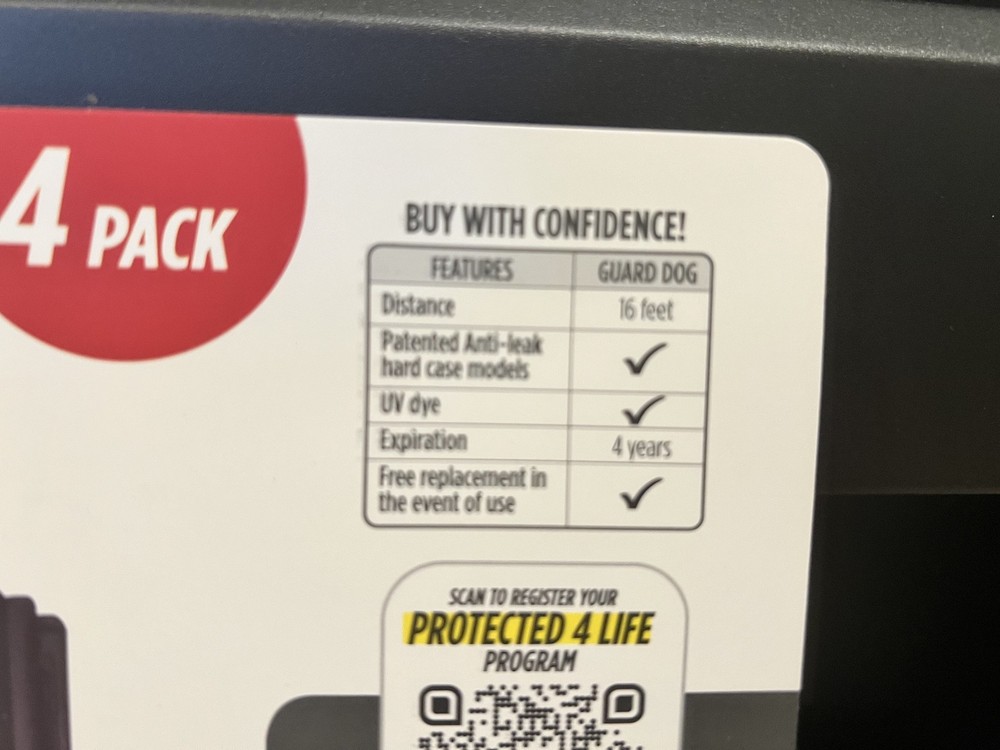 4 PACK
BUY WITH CONFIDENCE!
FEATURES GUARD DOG
Distance 16 feet
Patented Anti-leak
hard case models ✓
UV dye ✓
Expiration 4 years
Free replacement in
the event of use ✓
SCAN TO REGISTER YOUR
PROTECTED 4 LIFE
PROGRAM